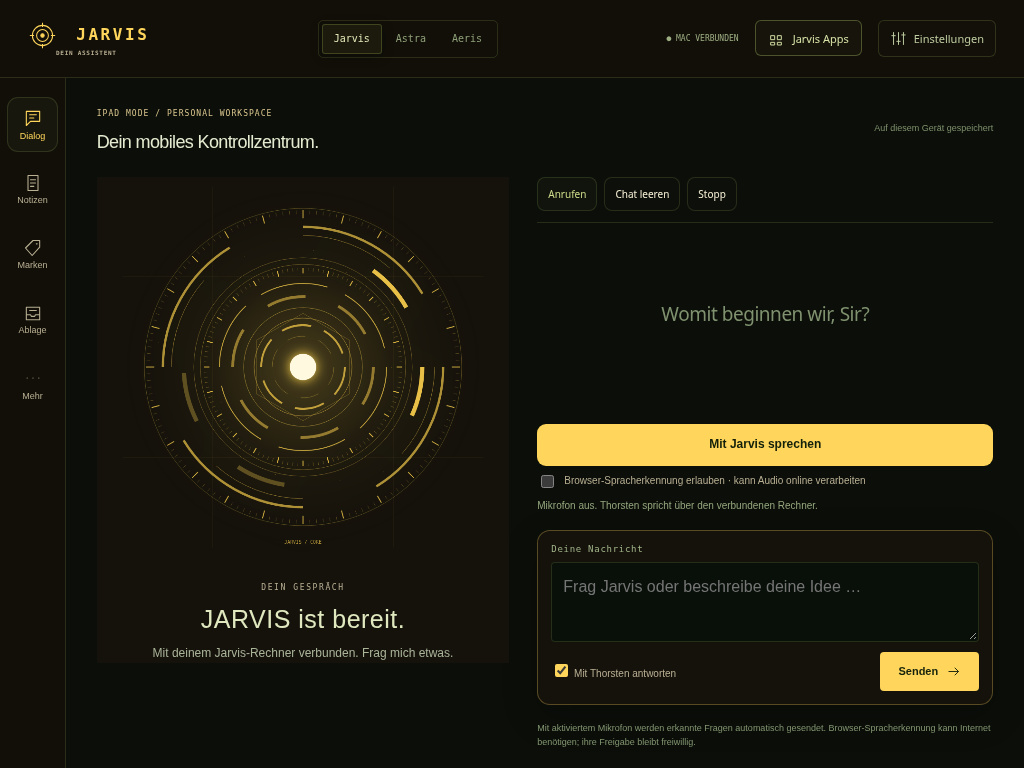 JARVIS
DEIN ASSISTENT
Jarvis
Astra
Aeris
MAC VERBUNDEN
Jarvis Apps
Einstellungen
Dialog
Notizen
Marken
Ablage
Mehr
IPAD MODE / PERSONAL WORKSPACE
Dein mobiles Kontrollzentrum.
Auf diesem Gerät gespeichert
JARVIS / CORE
DEIN GESPRÄCH
JARVIS ist bereit.
Mit deinem Jarvis-Rechner verbunden. Frag mich etwas.
Anrufen
Chat leeren
Stopp
Womit beginnen wir, Sir?
Mit Jarvis sprechen
Browser-Spracherkennung erlauben · kann Audio online verarbeiten
Mikrofon aus. Thorsten spricht über den verbundenen Rechner.
Deine Nachricht
Frag Jarvis oder beschreibe deine Idee …
Mit Thorsten antworten
Senden →
Mit aktiviertem Mikrofon werden erkannte Fragen automatisch gesendet. Browser-Spracherkennung kann Internet
benötigen; ihre Freigabe bleibt freiwillig.